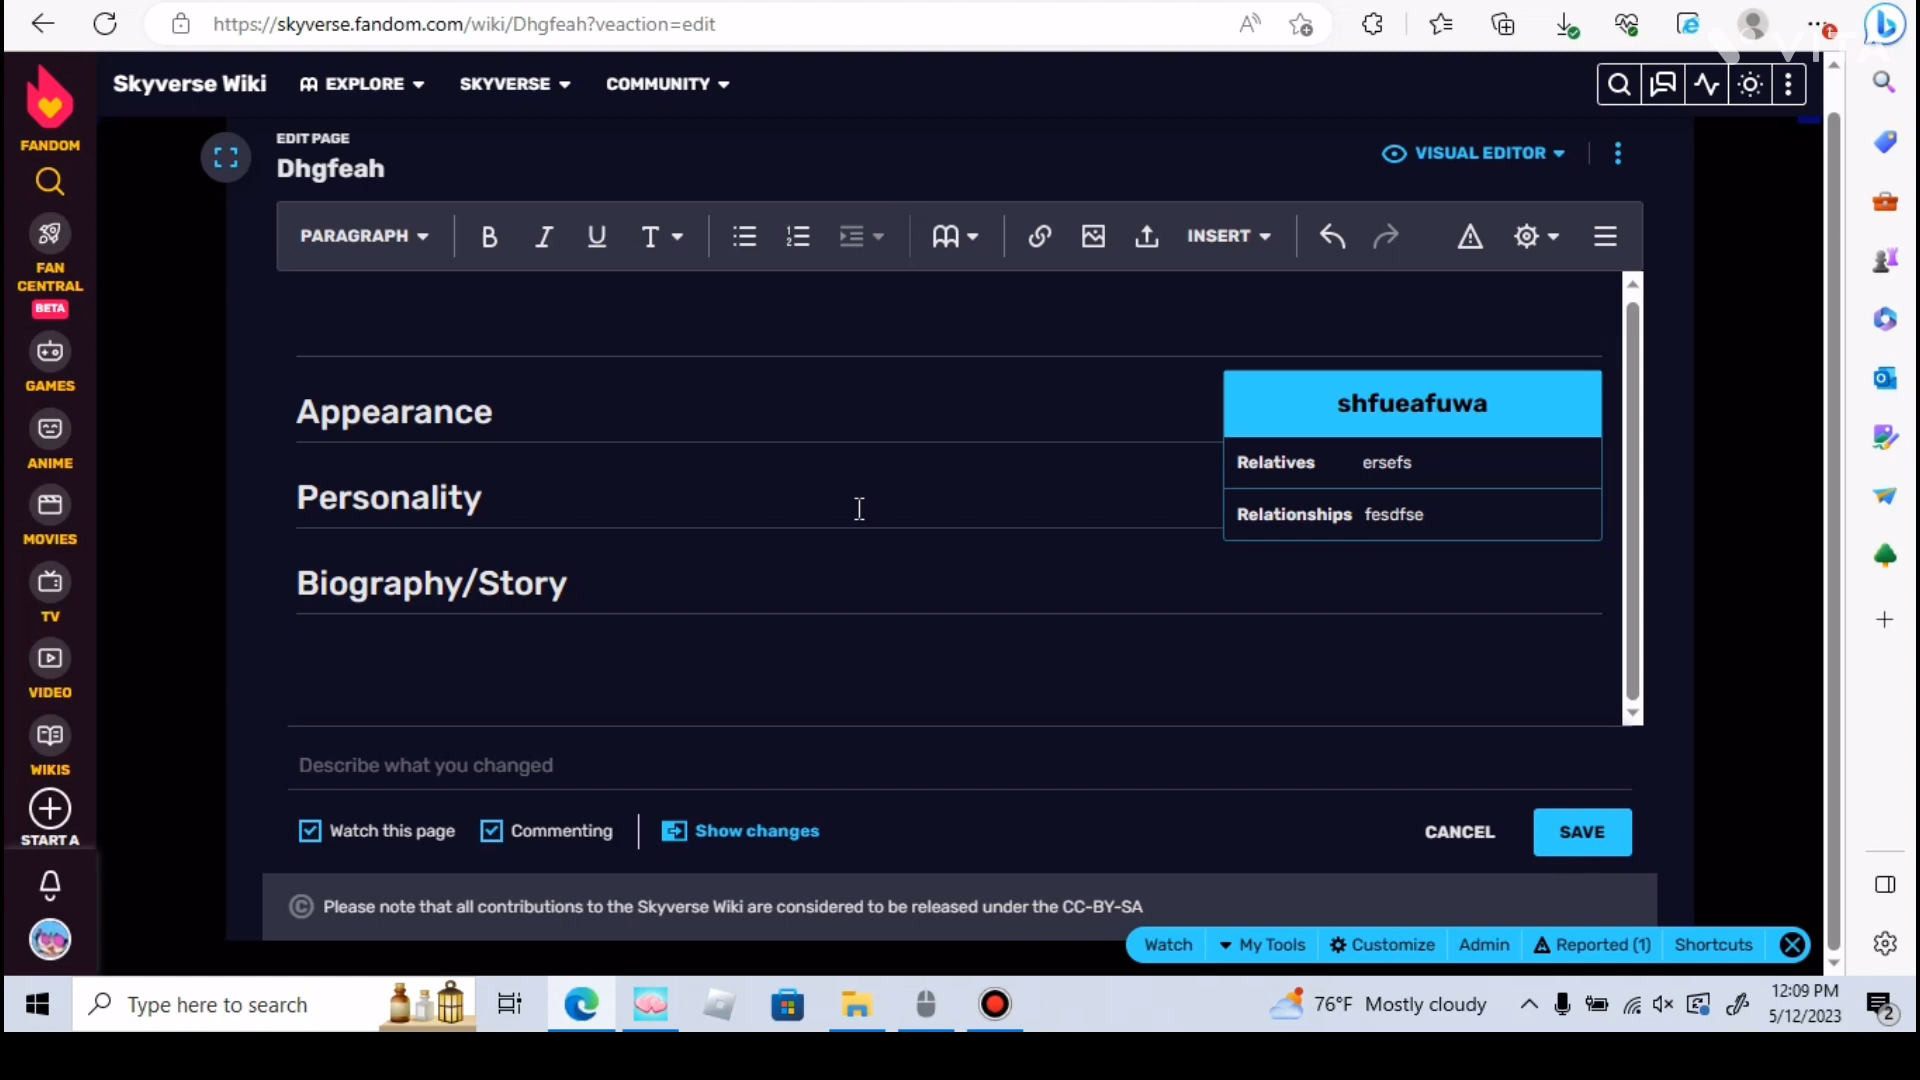 https://skyverse.fandom.com/wiki/Dhgfeah?veaction=edit
VITA
Skyverse Wiki EXPLORE SKYVERSE COMMUNITY
FANDOM
FAN CENTRAL
BETA
GAMES
ANIME
MOVIES
TV
VIDEO
WIKIS
START A
EDIT PAGE
Dhgfeah
VISUAL EDITOR
PARAGRAPH B I U T INSERT
Appearance
Personality
Biography/Story
shfueafuwa
Relatives ersefs
Relationships fesdfse
Describe what you changed
Watch this page Commenting Show changes CANCEL SAVE
© Please note that all contributions to the Skyverse Wiki are considered to be released under the CC-BY-SA
Watch My Tools Customize Admin Reported (1) Shortcuts
Type here to search
76°F Mostly cloudy
12:09 PM
5/12/2023
2